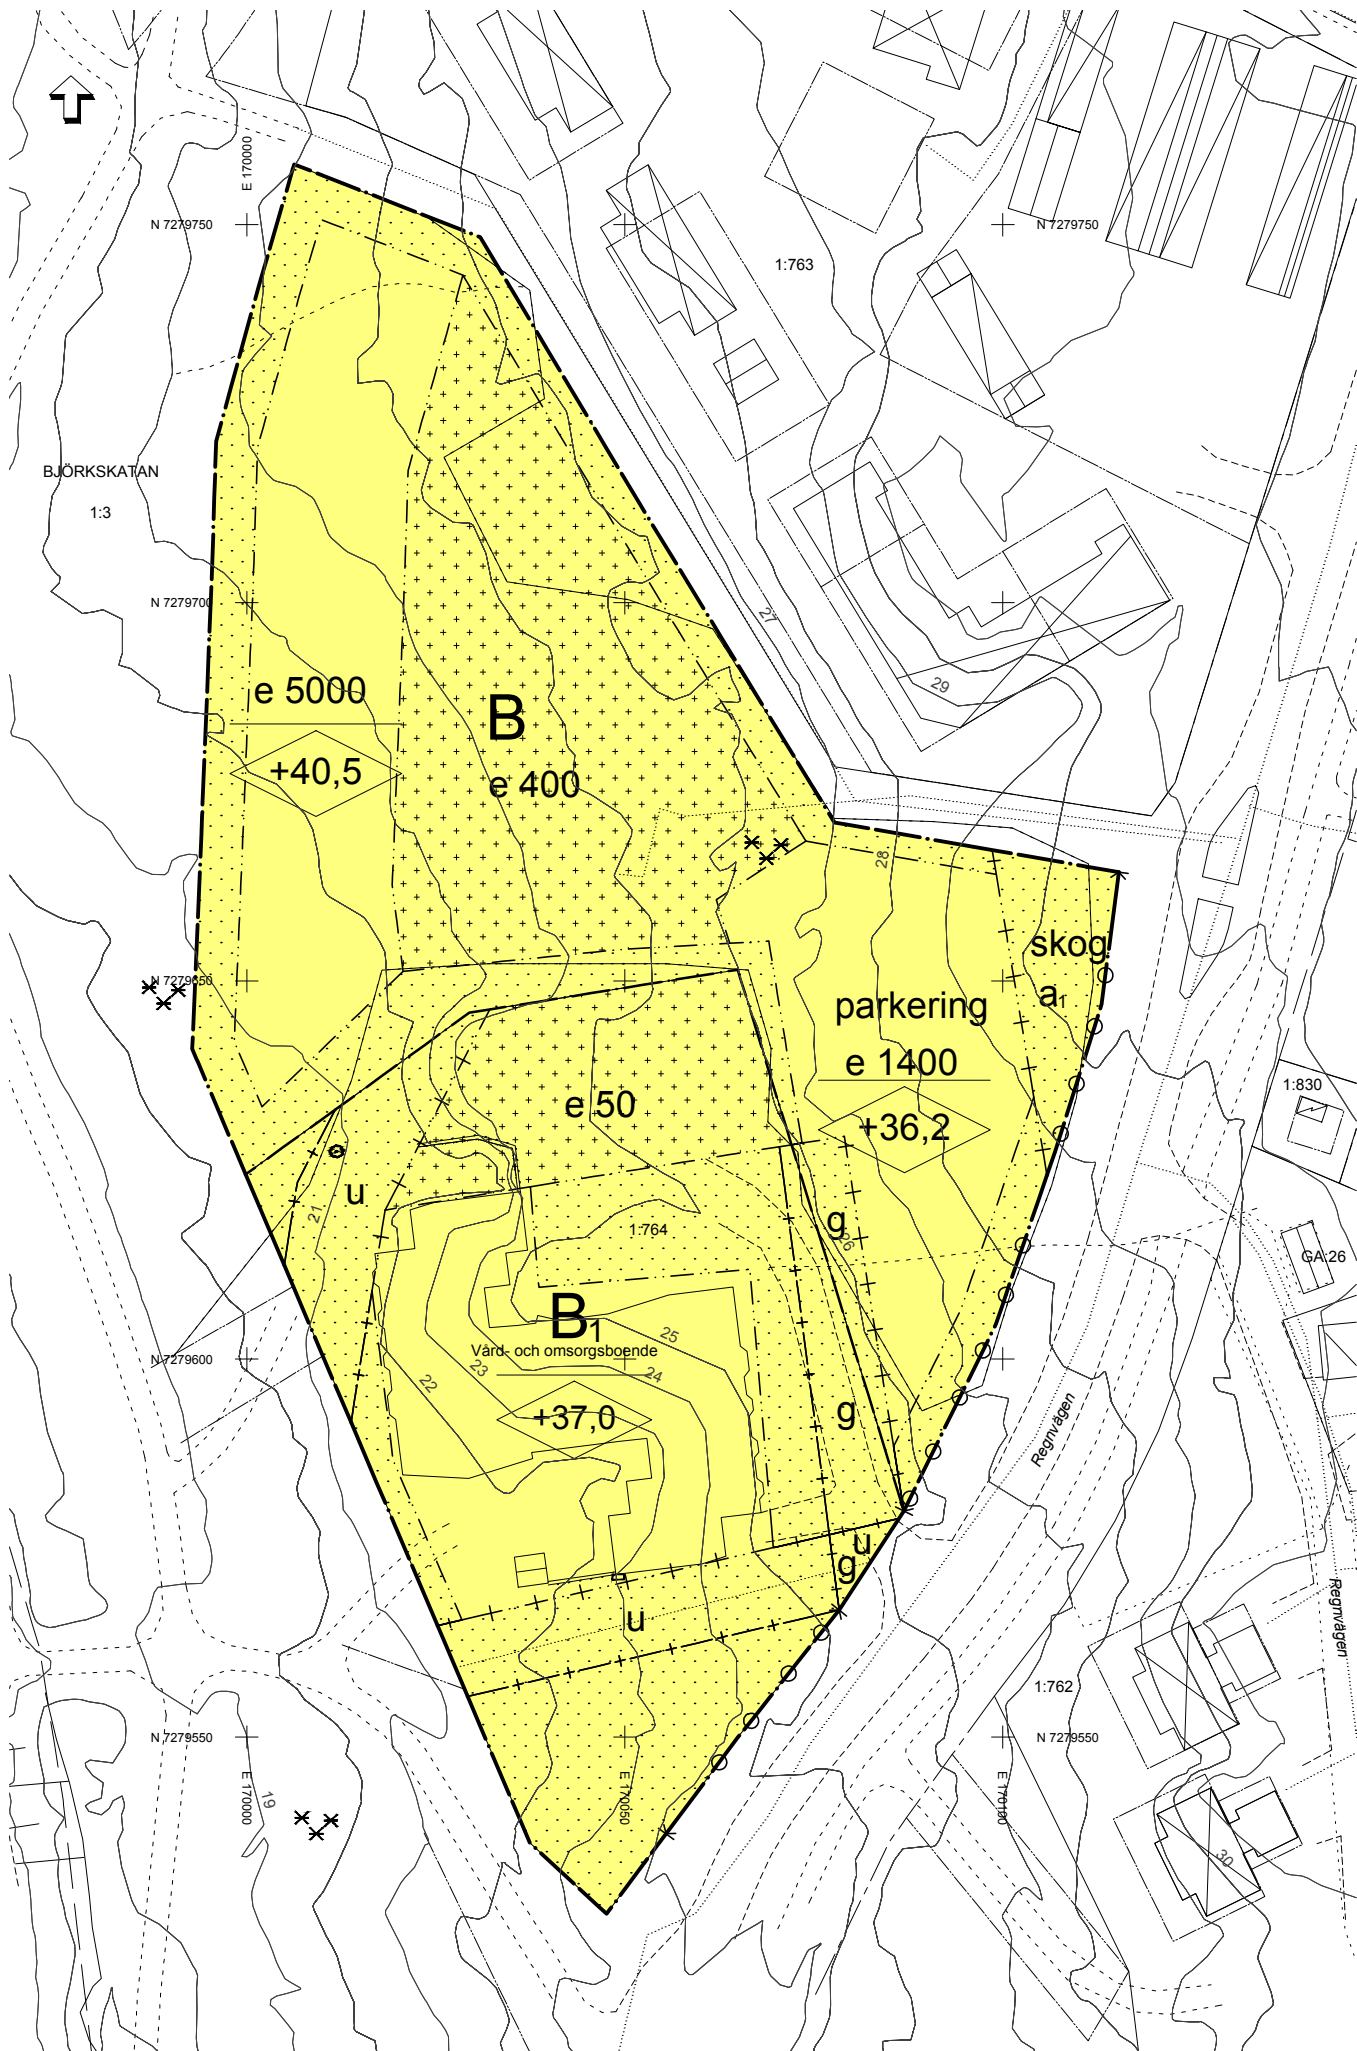 E 170000
N 7279750
N 7279750
1:763
BJÖRKSKATAN
1:3
N 7279700
27
29
e 5000
B
+40,5
e 400
28
skog
N 7279650
a1
parkering
e 1400
1:830
e 50
+36,2
u
21
g
1:764
26
GA:26
B1
25
Vård- och omsorgsboende
N 7279600
23
24
22
+37,0
g
Regnvägen
u
g
u
Regnvägen
1:762
N 7279550
N 7279550
E 170000
E 170050
E 170100
19
30